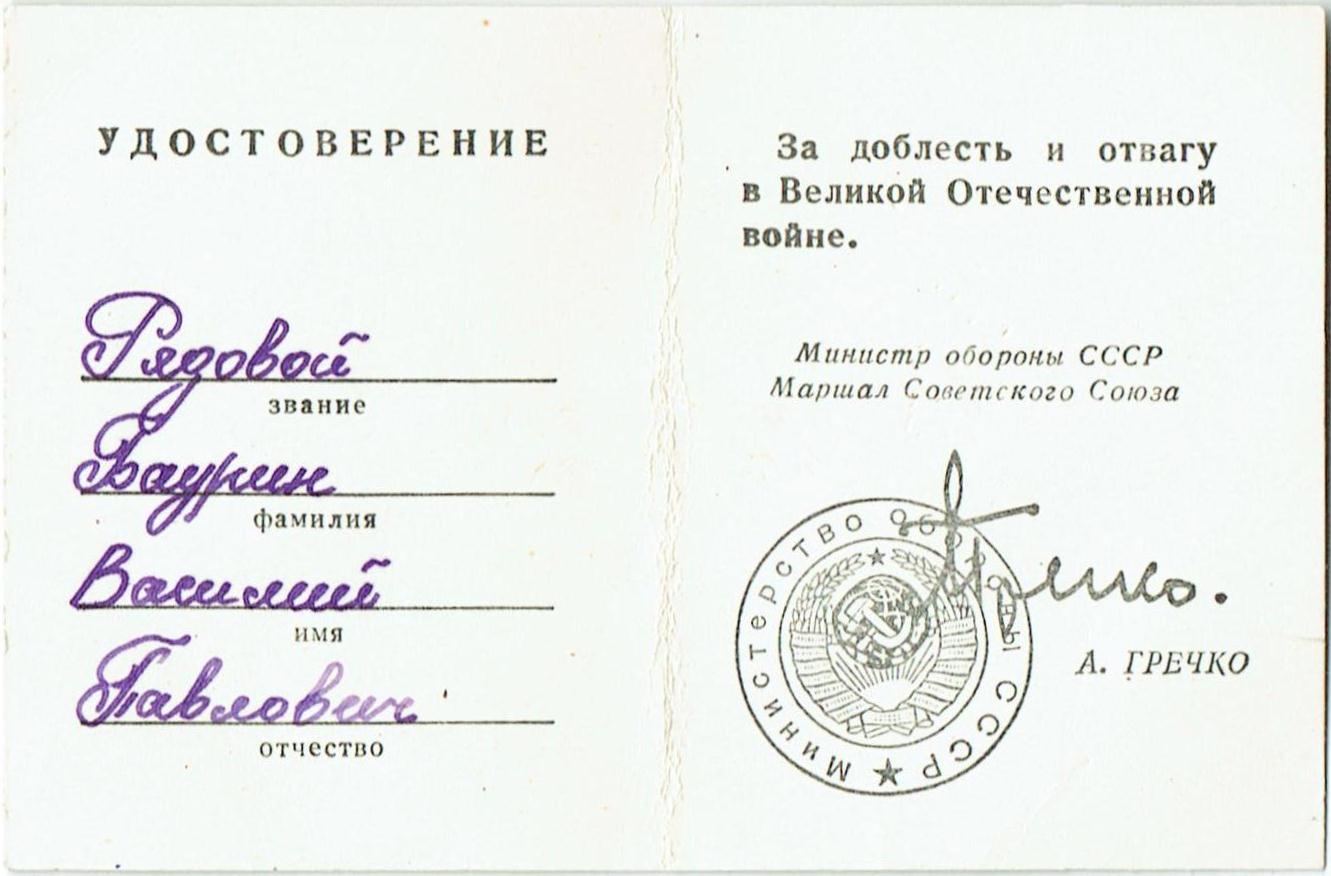 УДОСТОВЕРЕНИЕ
Рядовой
звание
Баурин
фамилия
Василий
имя
Павлович
отчество
За доблесть и отвагу
в Великой Отечественной
войне.
Министр обороны СССР
Маршал Советского Союза
Министерство обороны СССР
Гречко.
А. ГРЕЧКО